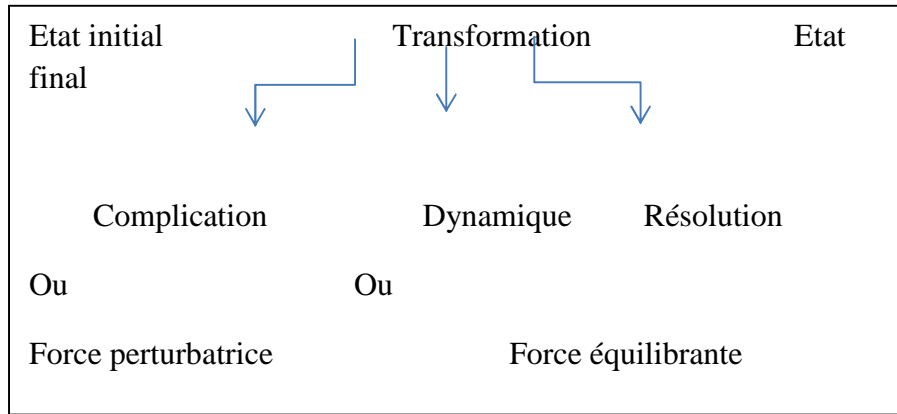 Etat initial Transformation Etat
final
Complication Dynamique Résolution
Ou Ou
Force perturbatrice Force équilibrante